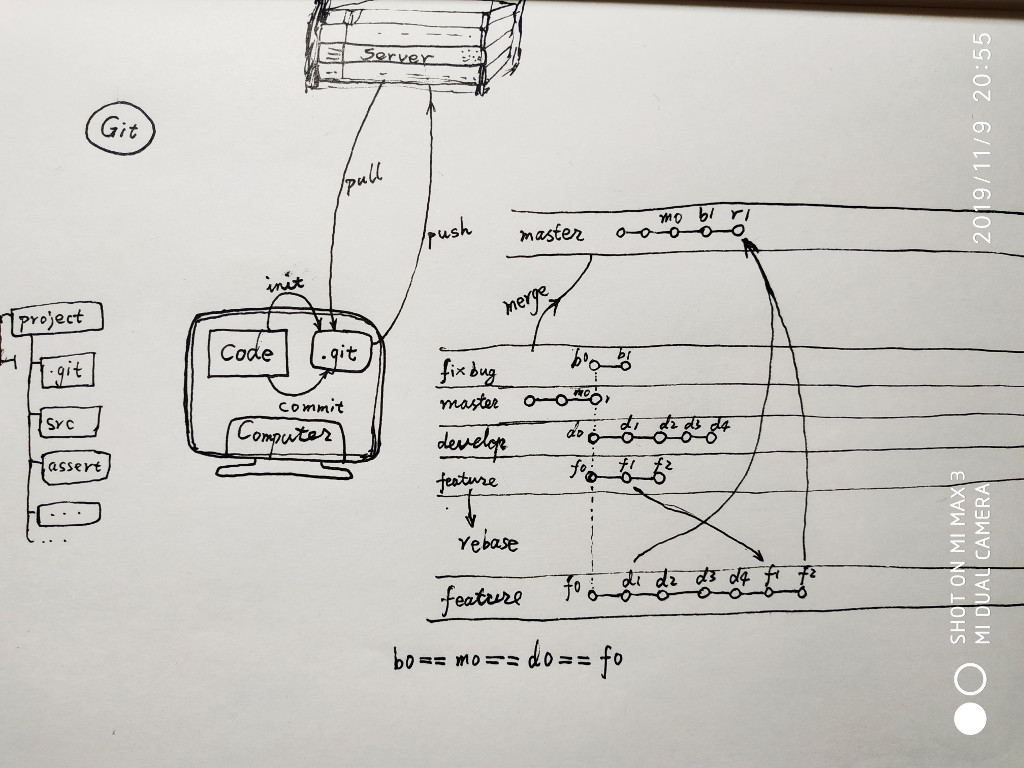 Server
Git
pull
push
master m0 b1 r1
init
merge
project
Code .git
.git
fixbug b0 b1
commit
master m0
src
Computer
develop d0 d1 d2 d3 d4
assert
feature f0 f1 f2
...
rebase
feature f0 d1 d2 d3 d4 f1 f2
b0 == m0 == d0 == f0
2019/11/9 20:55
SHOT ON MI MAX 3
MI DUAL CAMERA